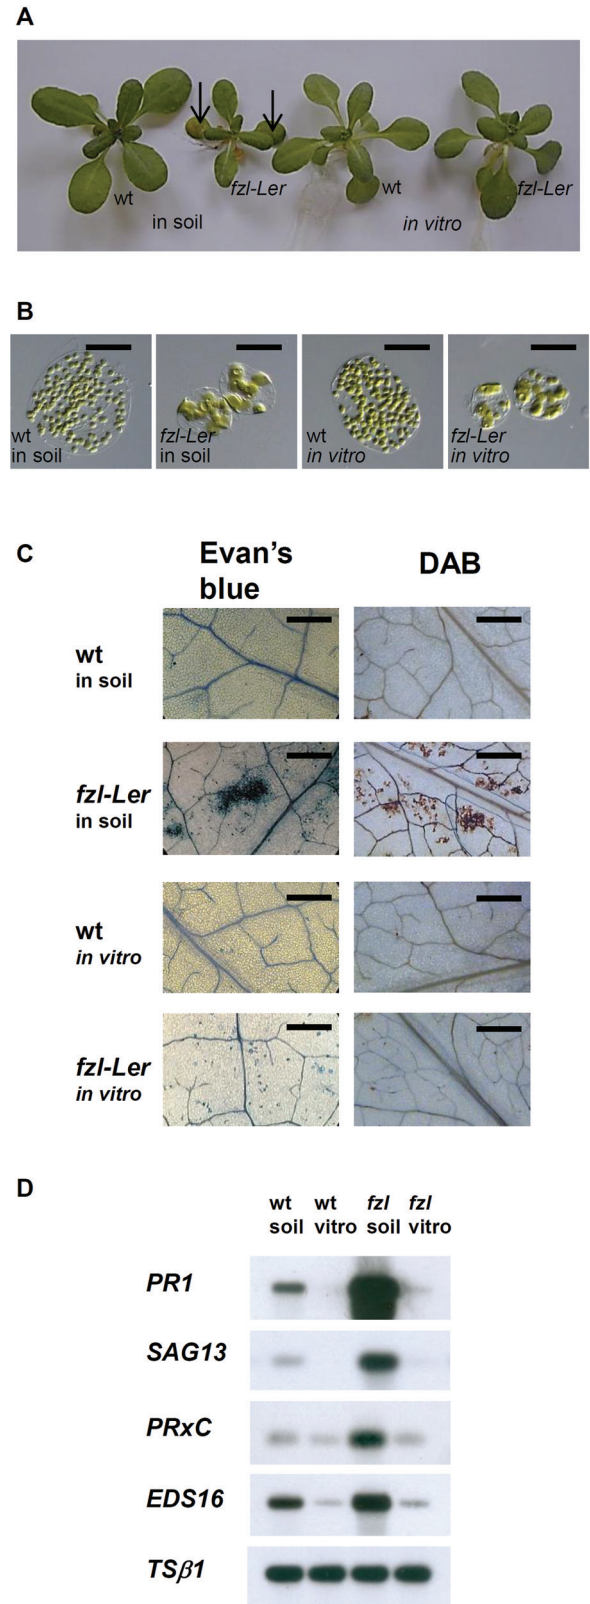 A
wt
fzl-Ler
wt
fzl-Ler
in soil
in vitro
B
wt
in soil
fzl-Ler
in soil
wt
in vitro
fzl-Ler
in vitro
C
Evan's
blue
DAB
wt
in soil
fzl-Ler
in soil
wt
in vitro
fzl-Ler
in vitro
D
wt wt fzl fzl
soil vitro soil vitro
PR1
SAG13
PRxC
EDS16
TSβ1